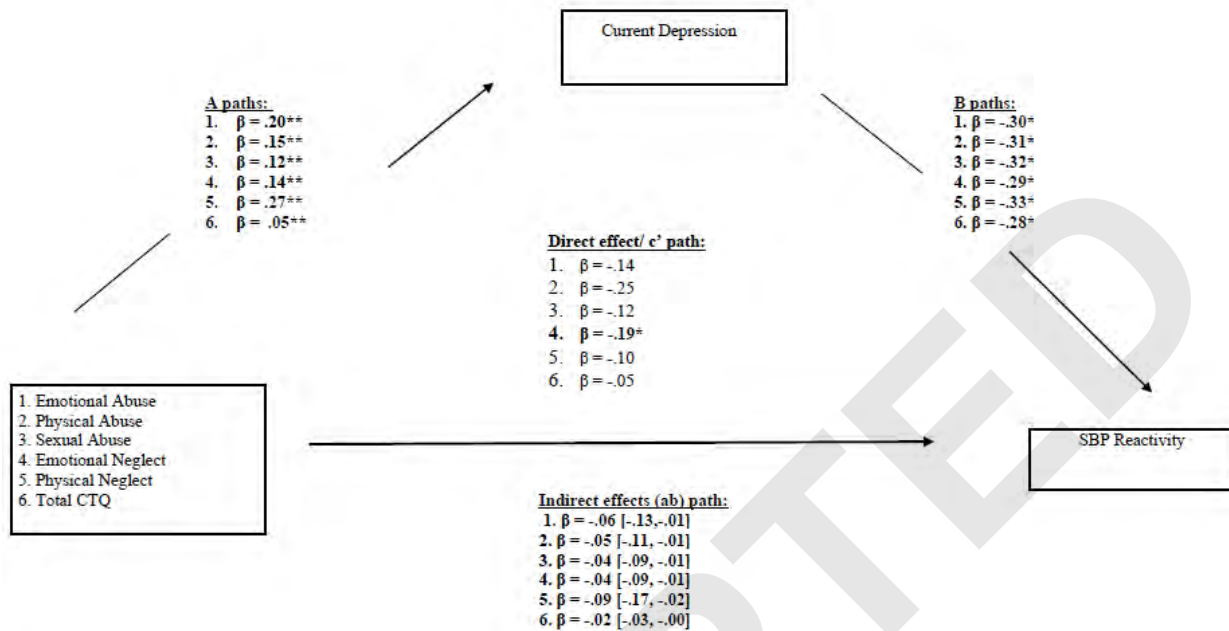 Current Depression
A paths:
1. β = .20**
2. β = .15**
3. β = .12**
4. β = .14**
5. β = .27**
6. β = .05**
B paths:
1. β = -.30*
2. β = -.31*
3. β = -.32*
4. β = -.29*
5. β = -.33*
6. β = -.28*
Direct effect/ c’ path:
1. β = -.14
2. β = -.25
3. β = -.12
4. β = -.19*
5. β = -.10
6. β = -.05
1. Emotional Abuse
2. Physical Abuse
3. Sexual Abuse
4. Emotional Neglect
5. Physical Neglect
6. Total CTQ
SBP Reactivity
Indirect effects (ab) path:
1. β = -.06 [-.13,-.01]
2. β = -.05 [-.11, -.01]
3. β = -.04 [-.09, -.01]
4. β = -.04 [-.09, -.01]
5. β = -.09 [-.17, -.02]
6. β = -.02 [-.03, -.00]
PTED